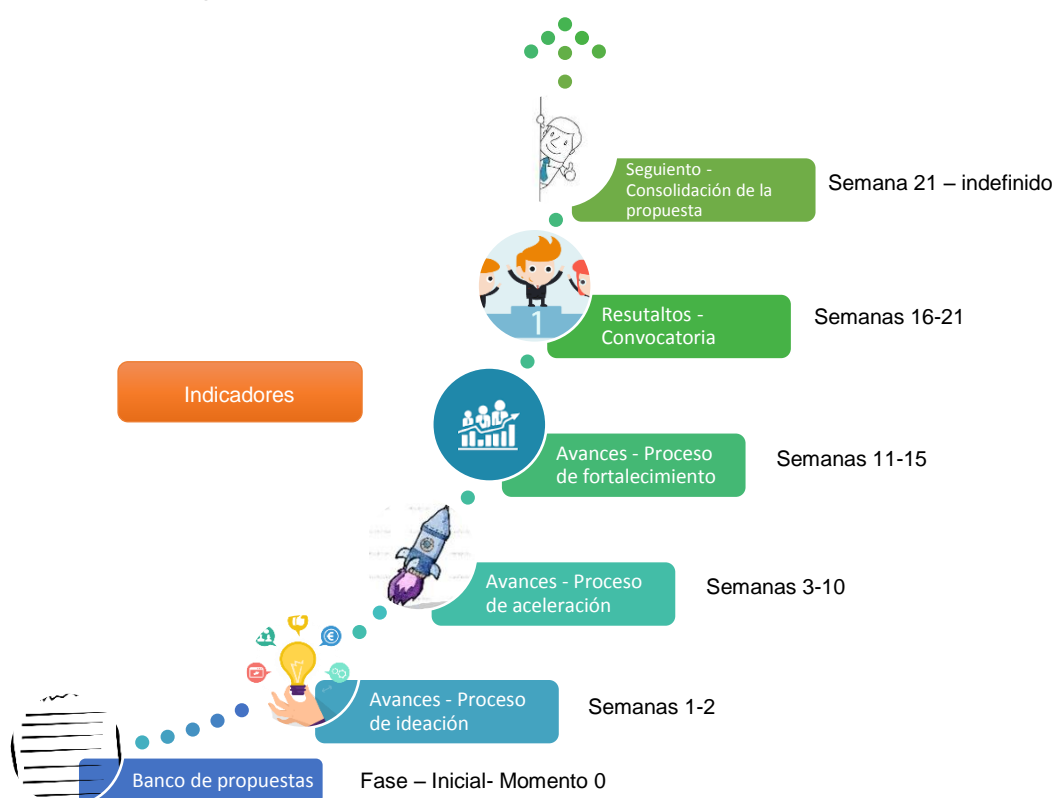 Seguiento -
Consolidación de la
propuesta
Semana 21 – indefinido
1
Resutaltos -
Convocatoria
Semanas 16-21
Indicadores
Avances - Proceso
de fortalecimiento
Semanas 11-15
Avances - Proceso
de aceleración
Semanas 3-10
Avances - Proceso
de ideación
Semanas 1-2
Banco de propuestas
Fase – Inicial- Momento 0